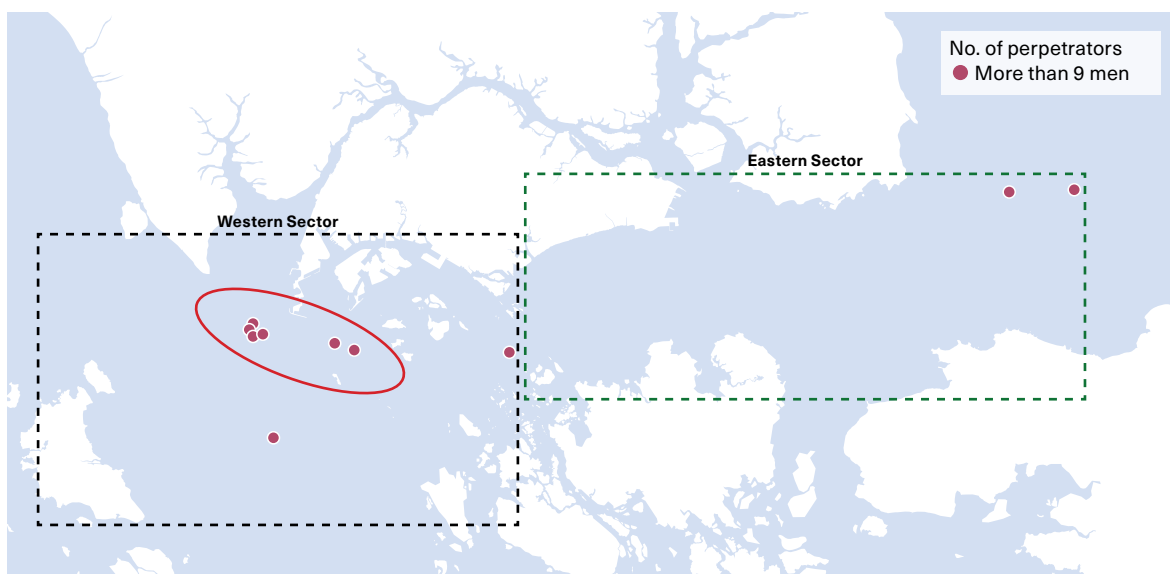 No. of perpetrators
More than 9 men
Eastern Sector
Western Sector